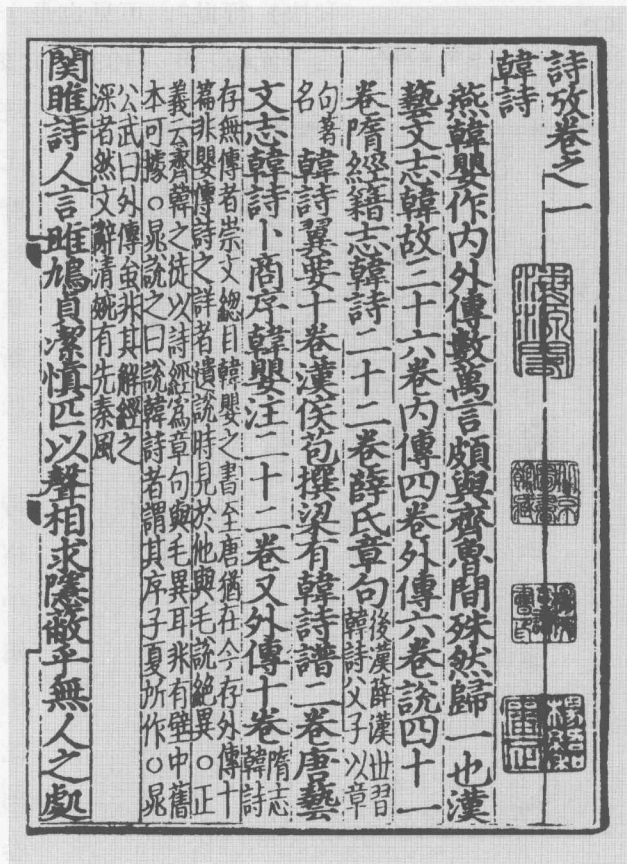 詩攷卷之一
韓詩
燕韓嬰作內外傳數萬言頗與齊魯間殊然歸一也漢
藝文志韓故三十六卷內傳四卷外傳六卷說四十一
卷隋經籍志韓詩二十二卷薛氏章句後漢薛漢世習韓詩父子以章
句著名韓詩翼要十卷漢侯苞撰梁有韓詩譜二卷唐藝
文志韓詩卜商序韓嬰注二十二卷又外傳十卷隋志韓詩
存無傳者崇文總目韓嬰之書至唐猶在今存外傳十
篇非嬰傳詩之詳者遺說時見於他與毛說絕異○正
義云齊韓之徒以詩經為章句與毛異耳非有壁中舊
本可據○晁說之曰說韓詩者謂其序子夏所作○晁
公武曰外傳虽非其解經之
深者然文辭清婉有先秦風
關雎詩人言雎鳩貞潔慎匹以聲相求隱蔽乎無人之處